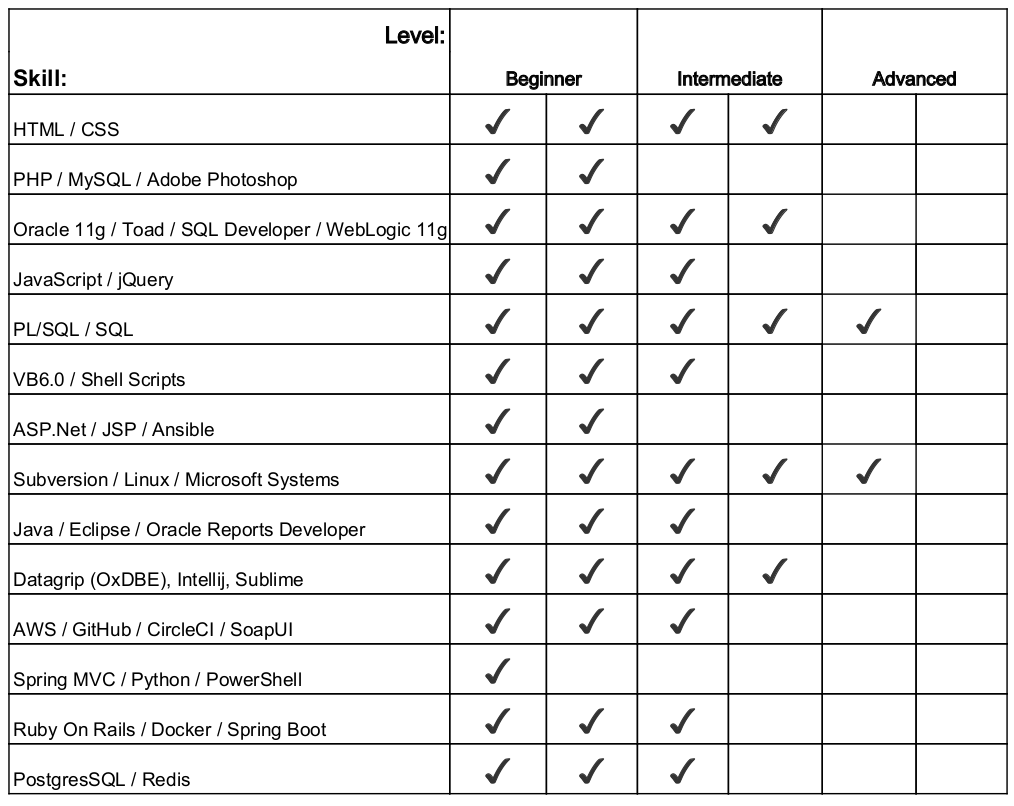 Level:
Skill: Beginner Intermediate Advanced
HTML / CSS ✓ ✓ ✓ ✓
PHP / MySQL / Adobe Photoshop ✓ ✓
Oracle 11g / Toad / SQL Developer / WebLogic 11g ✓ ✓ ✓ ✓
JavaScript / jQuery ✓ ✓ ✓
PL/SQL / SQL ✓ ✓ ✓ ✓ ✓
VB6.0 / Shell Scripts ✓ ✓ ✓
ASP.Net / JSP / Ansible ✓ ✓
Subversion / Linux / Microsoft Systems ✓ ✓ ✓ ✓ ✓
Java / Eclipse / Oracle Reports Developer ✓ ✓ ✓
Datagrip (OxDBE), Intellij, Sublime ✓ ✓ ✓ ✓
AWS / GitHub / CircleCI / SoapUI ✓ ✓ ✓
Spring MVC / Python / PowerShell ✓
Ruby On Rails / Docker / Spring Boot ✓ ✓ ✓
PostgresSQL / Redis ✓ ✓ ✓